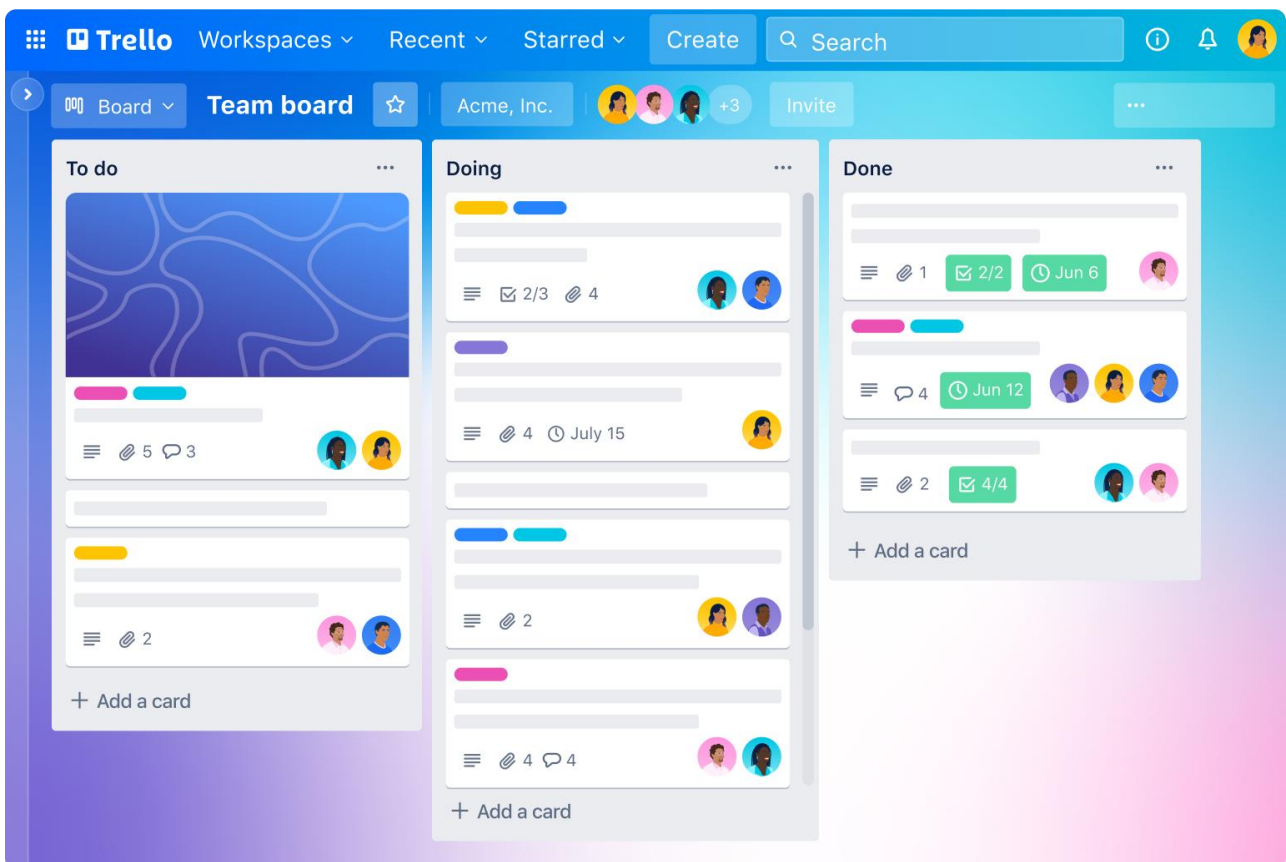 Trello Workspaces Recent Starred Create Search
Board Team board Acme, Inc. +3 Invite
To do
5 3
2
+ Add a card
Doing
2/3 4
4 July 15
2
4 4
+ Add a card
Done
1 2/2 Jun 6
4 Jun 12
2 4/4
+ Add a card